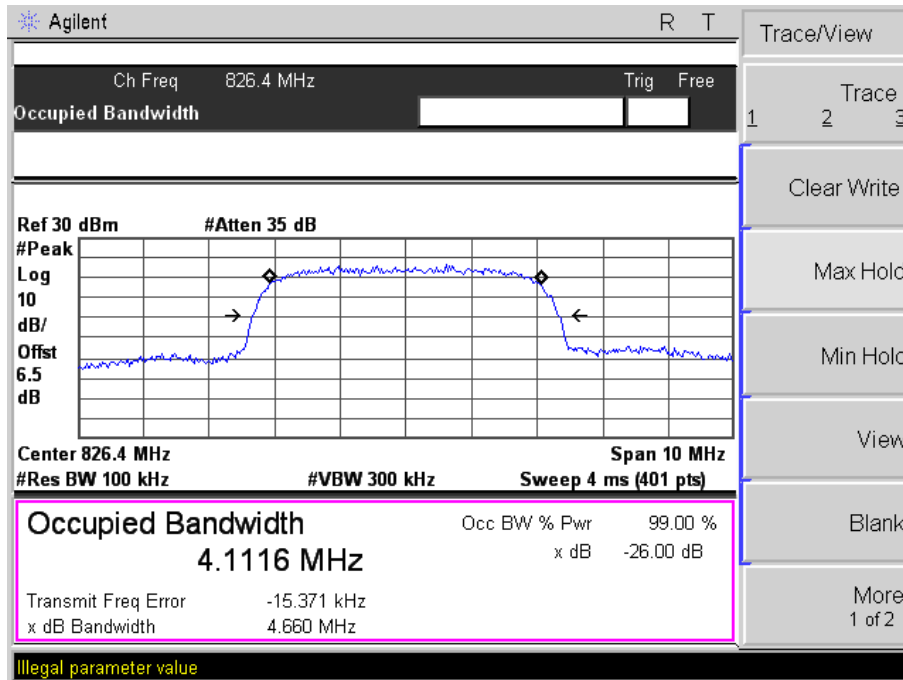 Agilent R T
Trace/View
Ch Freq 826.4 MHz Trig Free
Occupied Bandwidth
Trace
1 2 3
Clear Write
Ref 30 dBm #Atten 35 dB
#Peak
Log
10
dB/
Offst
6.5
dB
Max Hold
Min Hold
Center 826.4 MHz Span 10 MHz
#Res BW 100 kHz #VBW 300 kHz Sweep 4 ms (401 pts)
View
Occupied Bandwidth Occ BW % Pwr 99.00 %
4.1116 MHz x dB -26.00 dB
Blank
Transmit Freq Error -15.371 kHz
x dB Bandwidth 4.660 MHz
More
1 of 2
Illegal parameter value